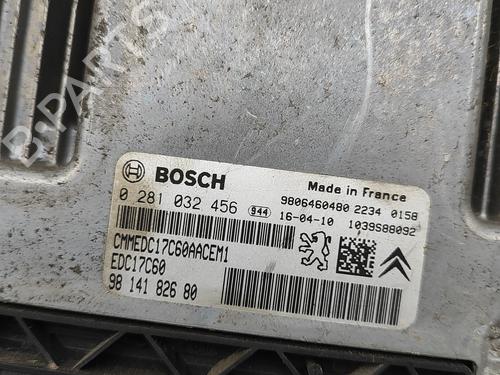 B-PARTS
BOSCH
Made in France
0 281 032 456 944
9806460480 2234 0158
16-04-10 1039S88092
CMMEDC17C60AACEM1
EDC17C60
98 141 826 80